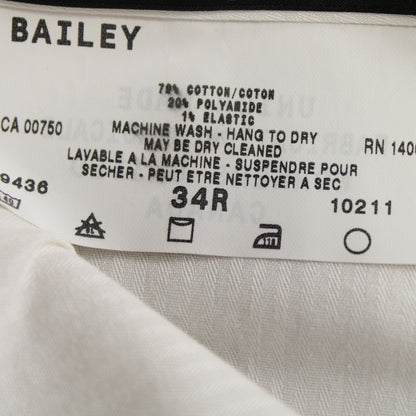 BAILEY
79% COTTON/COTON
20% POLYAMIDE
1% ELASTIC
CA 00750 MACHINE WASH - HANG TO DRY RN 1400
MAY BE DRY CLEANED
LAVABLE A LA MACHINE - SUSPENDRE POUR
SECHER - PEUT ETRE NETTOYER A SEC
9436 34R 10211